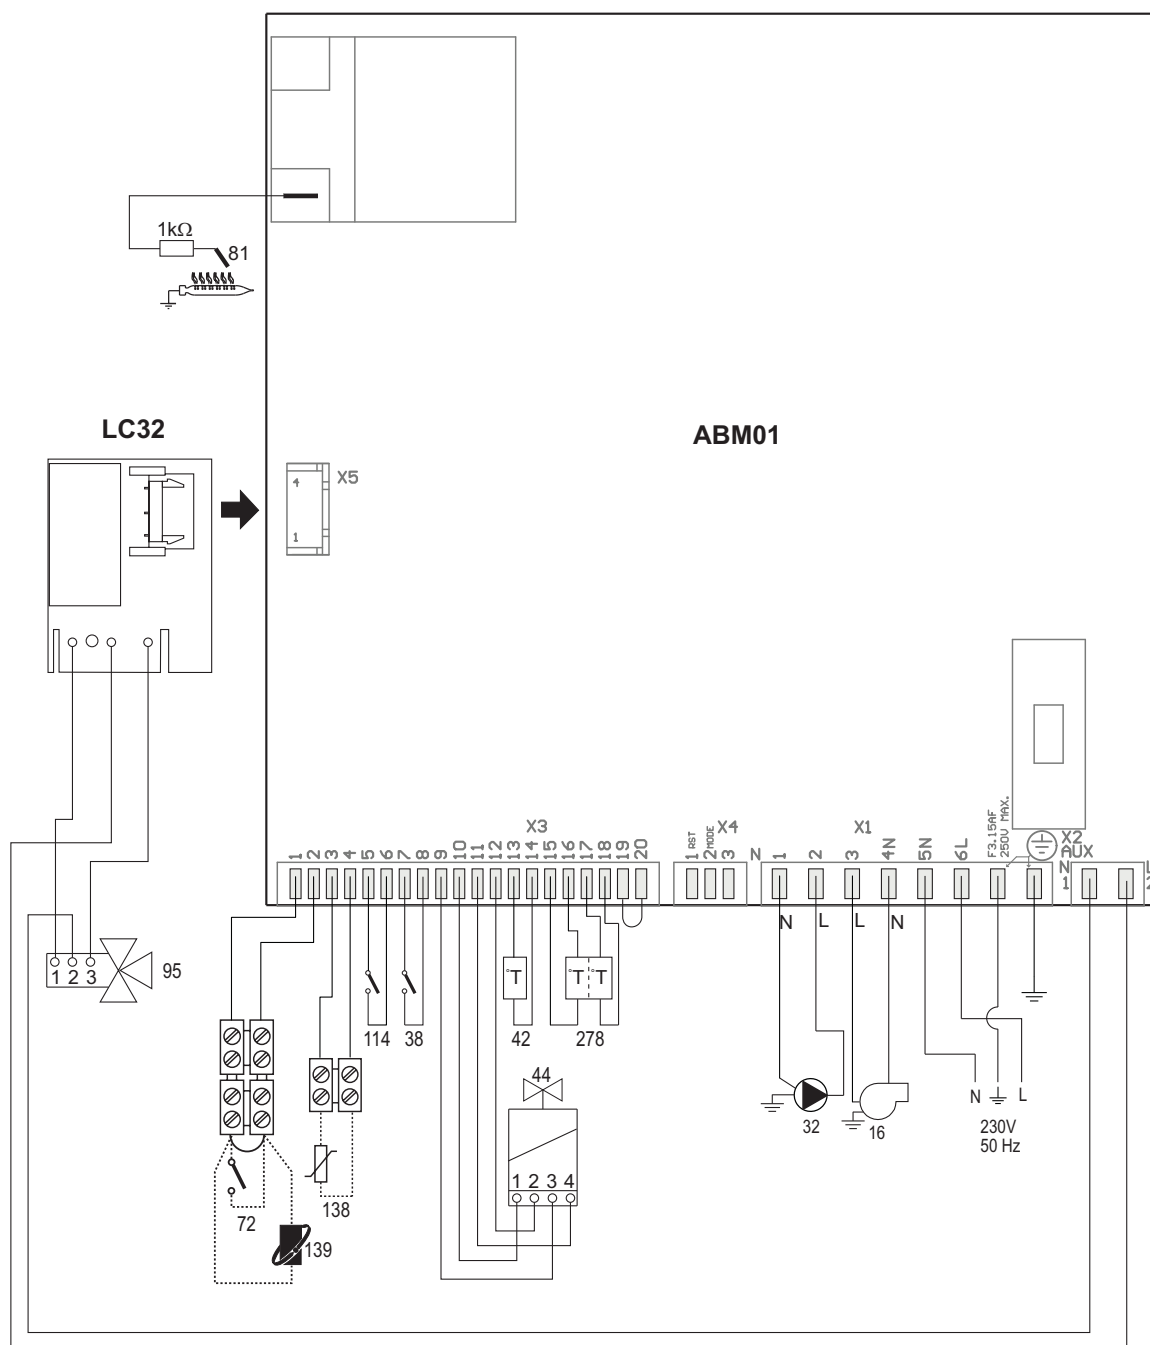 1kΩ
81
LC32
ABM01
X5
4
1
X3
1 2 3 4 5 6 7 8 9 10 11 12 13 14 15 16 17 18 19 20
X4
1 RST
2 MODE
3
X1
N
1 2 3 4N 5N 6L
F3.15AF
250V MAX.
X2
AUX
N
1
L
2
N L L N
95
1 2 3
114
38
42
°T
278
°T °T
44
1 2 3 4
32
16
N
L
230V
50 Hz
72
138
139